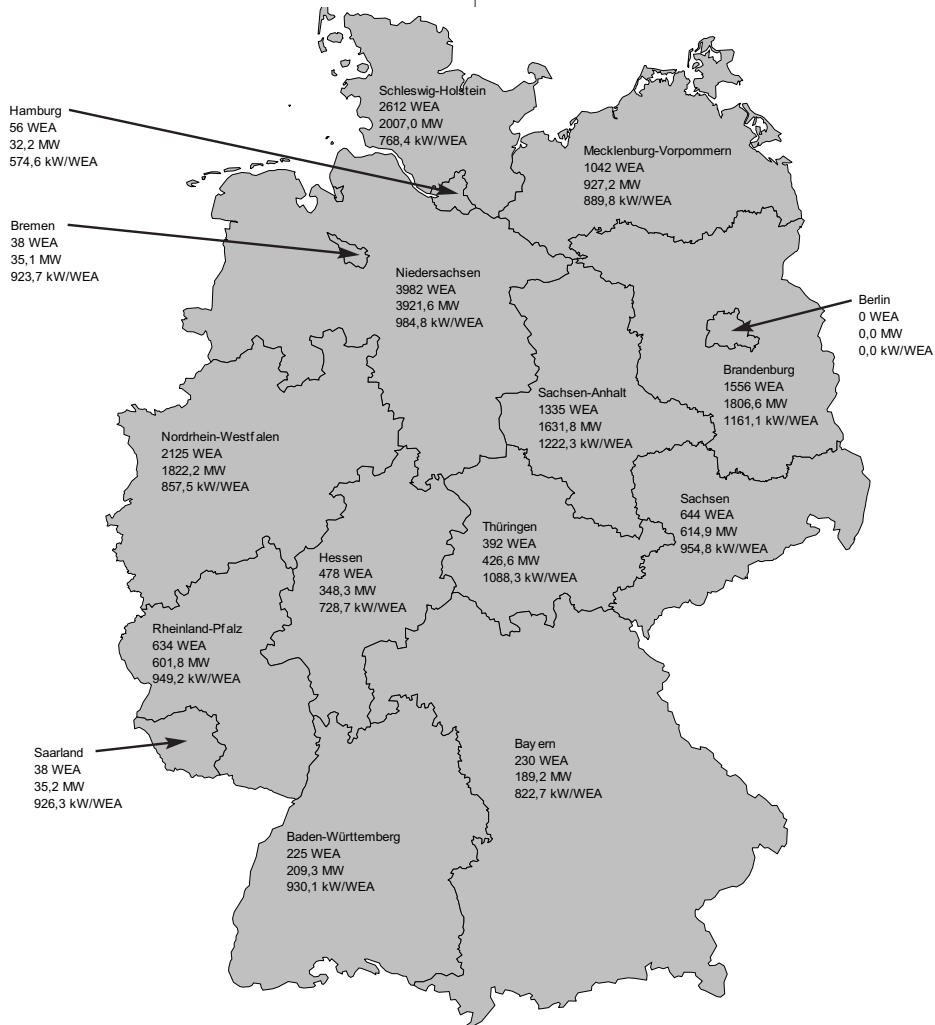 Schleswig-Holstein
2612 WEA
2007,0 MW
768,4 kW/WEA
Hamburg
56 WEA
32,2 MW
574,6 kW/WEA
Mecklenburg-Vorpommern
1042 WEA
927,2 MW
889,8 kW/WEA
Bremen
38 WEA
35,1 MW
923,7 kW/WEA
Niedersachsen
3982 WEA
3921,6 MW
984,8 kW/WEA
Berlin
0 WEA
0,0 MW
0,0 kW/WEA
Brandenburg
1556 WEA
1806,6 MW
1161,1 kW/WEA
Sachsen-Anhalt
1335 WEA
1631,8 MW
1222,3 kW/WEA
Nordrhein-Westfalen
2125 WEA
1822,2 MW
857,5 kW/WEA
Sachsen
644 WEA
614,9 MW
954,8 kW/WEA
Thüringen
392 WEA
426,6 MW
1088,3 kW/WEA
Hessen
478 WEA
348,3 MW
728,7 kW/WEA
Rheinland-Pfalz
634 WEA
601,8 MW
949,2 kW/WEA
Saarland
38 WEA
35,2 MW
926,3 kW/WEA
Bayern
230 WEA
189,2 MW
822,7 kW/WEA
Baden-Württemberg
225 WEA
209,3 MW
930,1 kW/WEA